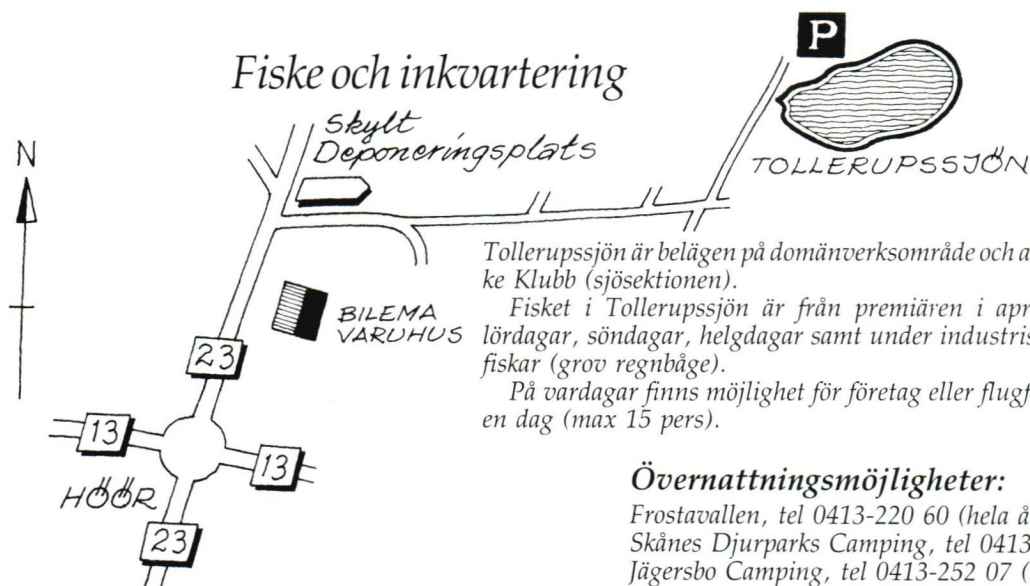 P
Fiske och inkvartering
Skylt
Deponeringsplats
N
TOLLERUPSSJÖN
Tollerupssjön är belägen på domänverksområde och
ke Klubb (sjösektionen).
Fisket i Tollerupssjön är från premiären i
lördagar, söndagar, helgdagar samt under
fiskar (grov regnbåge).
På vardagar finns möjlighet för företag eller
en dag (max 15 pers).
BILEMA
VARUHUS
23
13
13
HÖÖR
23
Övernattningsmöjligheter:
Frostavallen, tel 0413-220 60 (hela
Skånes Djurparks Camping, tel 0413
Jägersbo Camping, tel 0413-252 07 (